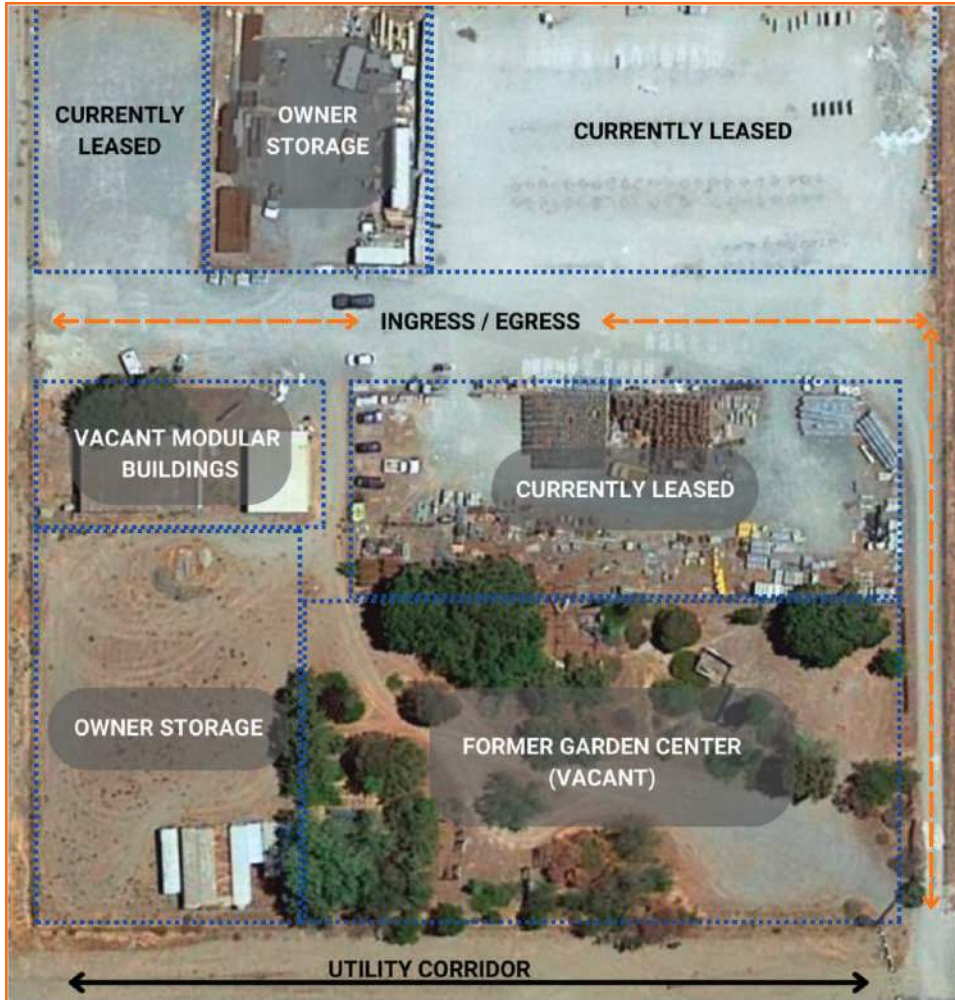 CURRENTLY
LEASED
OWNER
STORAGE
CURRENTLY LEASED
INGRESS / EGRESS
VACANT MODULAR
BUILDINGS
CURRENTLY LEASED
OWNER STORAGE
FORMER GARDEN CENTER
(VACANT)
UTILITY CORRIDOR